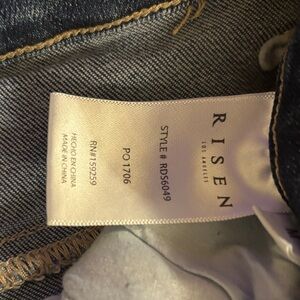 RISEN
LOS ANGELES
STYLE # RDS6049
PO 1706
RN#159259
MADE IN CHINA
HECHO EN CHINA